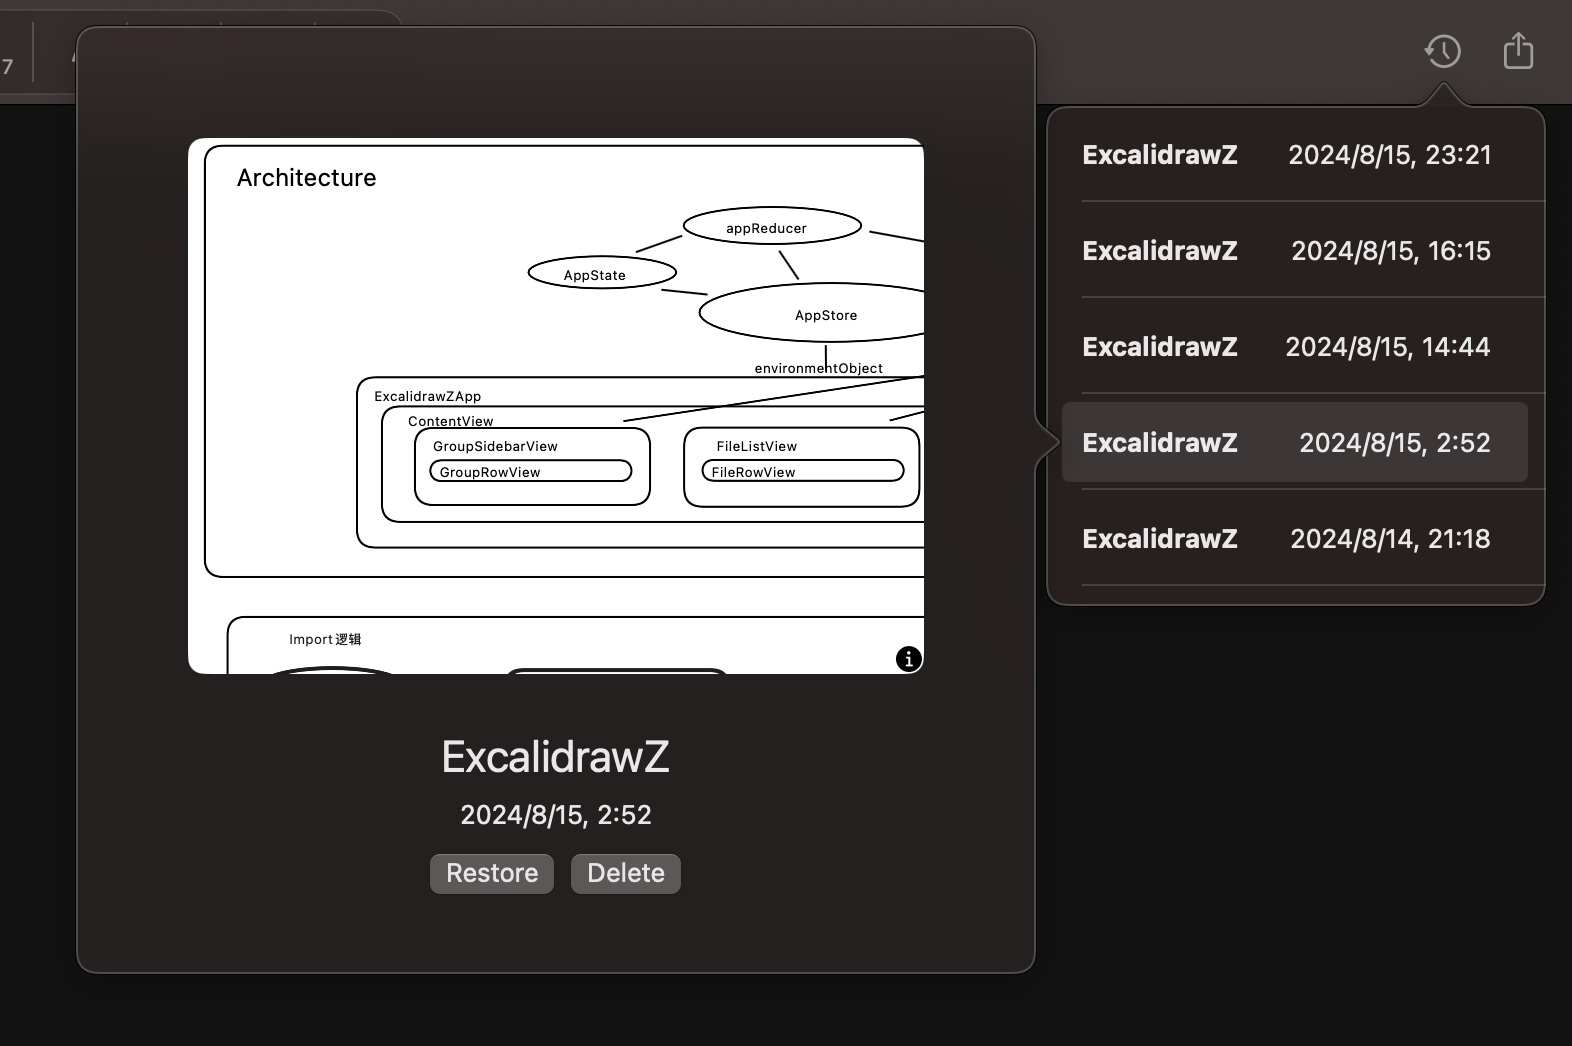 7
Architecture
appReducer
AppState
AppStore
environmentObject
ExcalidrawZApp
ContentView
GroupSidebarView
GroupRowView
FileListView
FileRowView
Import 逻辑
ExcalidrawZ
2024/8/15, 2:52
Restore
Delete
ExcalidrawZ 2024/8/15, 23:21
ExcalidrawZ 2024/8/15, 16:15
ExcalidrawZ 2024/8/15, 14:44
ExcalidrawZ 2024/8/15, 2:52
ExcalidrawZ 2024/8/14, 21:18